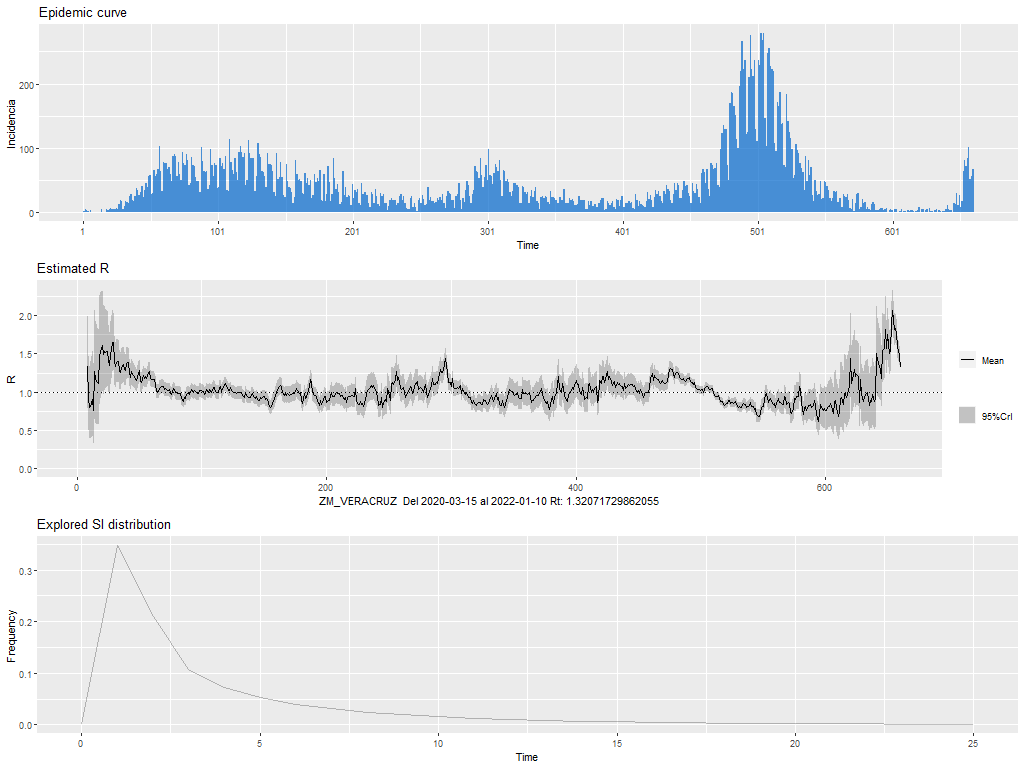 Epidemic curve
Incidencia
200
100
0
1
101
201
301
401
501
601
Time
Estimated R
R
2.0
1.5
1.0
0.5
0.0
0
200
400
600
Mean
95%CrI
ZM_VERACRUZ Del 2020-03-15 al 2022-01-10 Rt: 1.32071729862055
Explored SI distribution
Frequency
0.3
0.2
0.1
0.0
0
5
10
15
20
25
Time